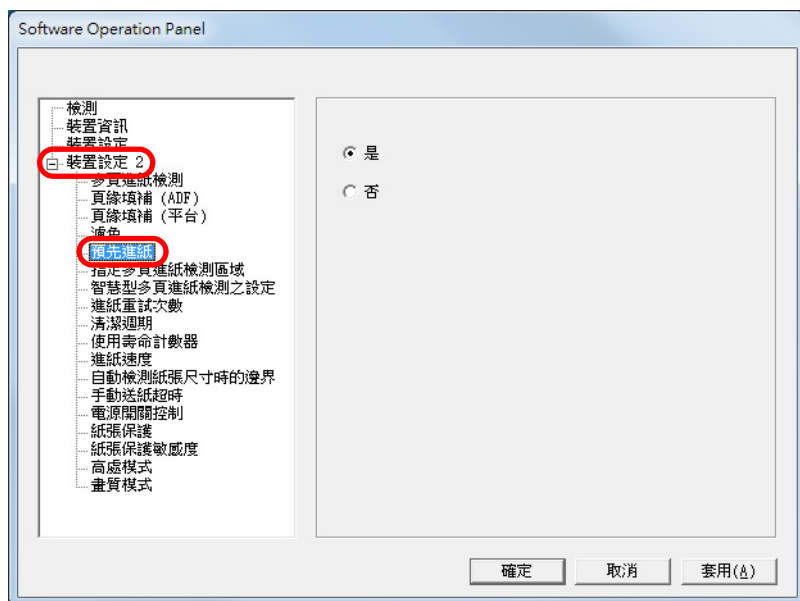 Software Operation Panel
檢測
裝置資訊
裝置設定
裝置設定 2
多頁進紙檢測
頁緣填補 (ADF)
頁緣填補 (平台)
濾色
預先進紙
指定多頁進紙檢測區域
智慧型多頁進紙檢測之設定
進紙重試次數
清潔週期
使用壽命計數器
進紙速度
自動檢測紙張尺寸時的邊界
手動送紙超時
電源開關控制
紙張保護
紙張保護敏感度
高處模式
畫質模式
是
否
確定
取消
套用(A)